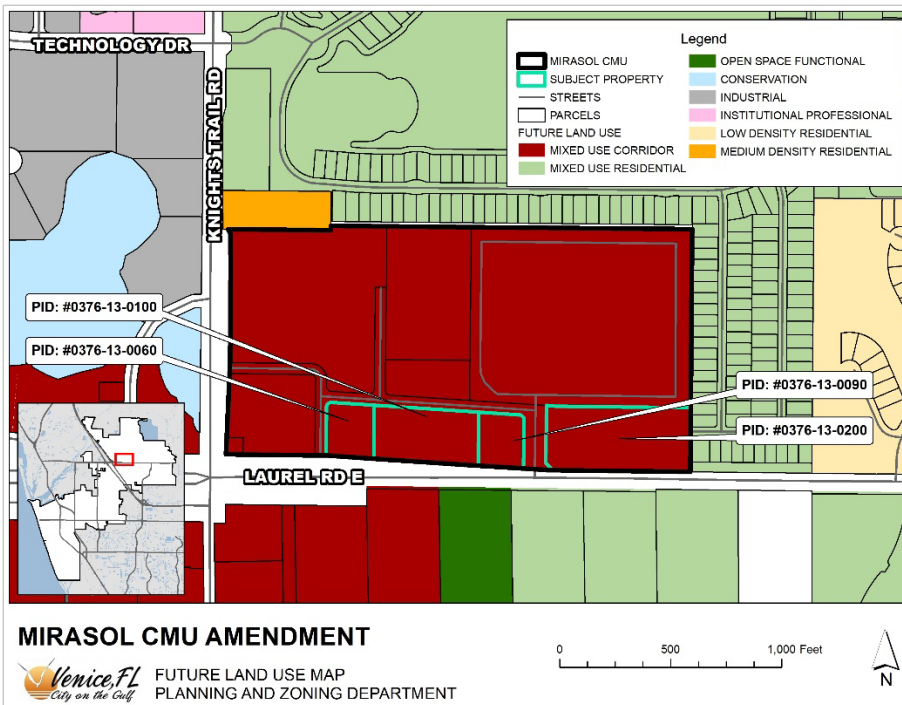 TECHNOLOGY DR
KNIGHTS TRAIL RD
Legend
MIRASOL CMU
SUBJECT PROPERTY
STREETS
PARCELS
FUTURE LAND USE
MIXED USE CORRIDOR
MIXED USE RESIDENTIAL
OPEN SPACE FUNCTIONAL
CONSERVATION
INDUSTRIAL
INSTITUTIONAL PROFESSIONAL
LOW DENSITY RESIDENTIAL
MEDIUM DENSITY RESIDENTIAL
PID: #0376-13-0100
PID: #0376-13-0060
PID: #0376-13-0090
PID: #0376-13-0200
LAUREL RD E
MIRASOL CMU AMENDMENT
Venice, FL
City on the Gulf
FUTURE LAND USE MAP
PLANNING AND ZONING DEPARTMENT
0 500 1,000 Feet
N